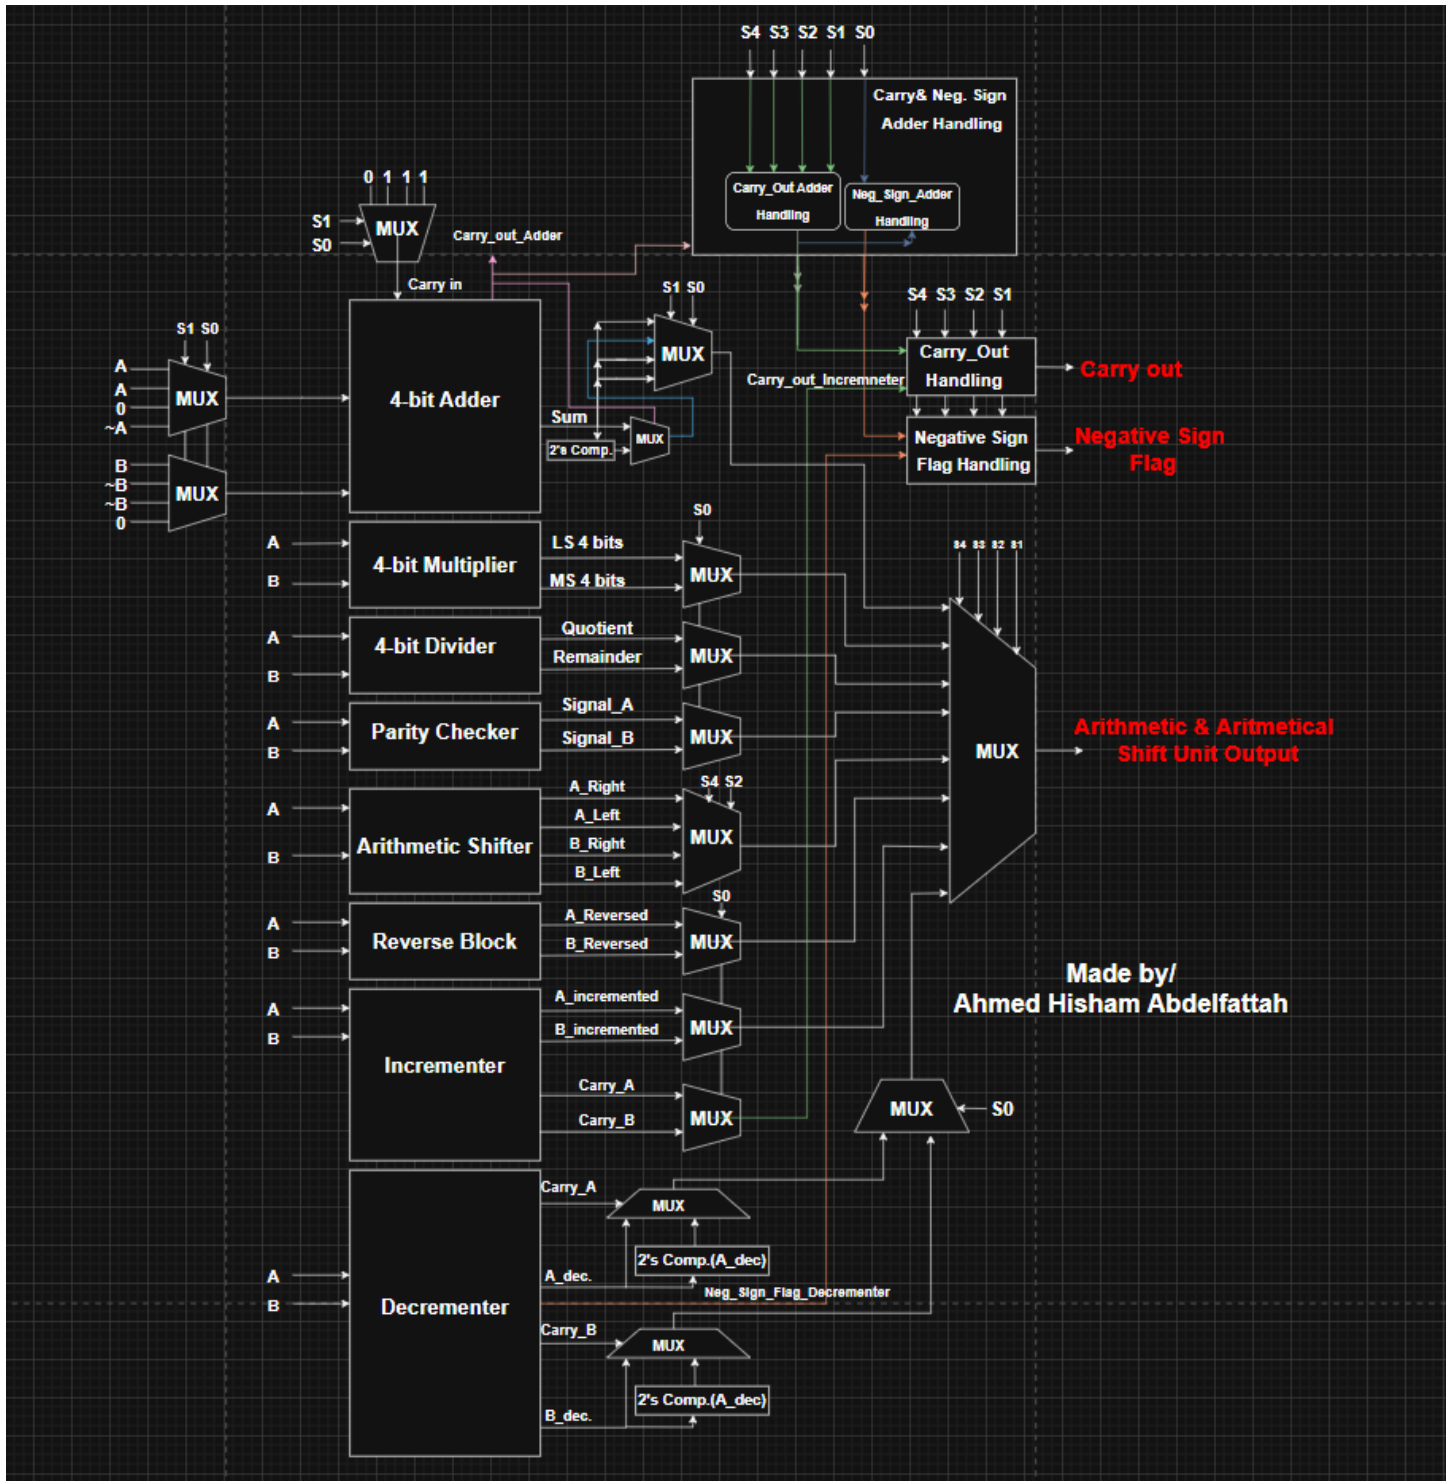 S4 S3 S2 S1 S0
Carry& Neg. Sign
Adder Handling
Carry_Out Adder
Handling
Neg_Sign_Adder
Handling
0 1 1 1
S1
S0
MUX
Carry_out_Adder
Carry in
S1 S0
MUX
S4 S3 S2 S1
Carry_Out
Handling
Carry out
Carry_out_Incremneter
S1 S0
A
A
0
~A
MUX
B
~B
~B
0
MUX
4-bit Adder
Sum
2's Comp.
MUX
Negative Sign
Flag Handling
Negative Sign
Flag
S0
A
B
4-bit Multiplier
LS 4 bits
MS 4 bits
MUX
S4 S3 S2 S1
A
B
4-bit Divider
Quotient
Remainder
MUX
A
B
Parity Checker
Signal_A
Signal_B
MUX
MUX
Arithmetic & Aritmetical
Shift Unit Output
S4 S2
A
B
Arithmetic Shifter
A_Right
A_Left
B_Right
B_Left
MUX
S0
A
B
Reverse Block
A_Reversed
B_Reversed
MUX
Made by/
Ahmed Hisham Abdelfattah
A
B
Incrementer
A_incremented
B_incremented
MUX
Carry_A
Carry_B
MUX
MUX
S0
A
B
Decrementer
Carry_A
MUX
2's Comp.(A_dec)
A_dec.
Neg_Sign_Flag_Decrementer
Carry_B
MUX
2's Comp.(A_dec)
B_dec.